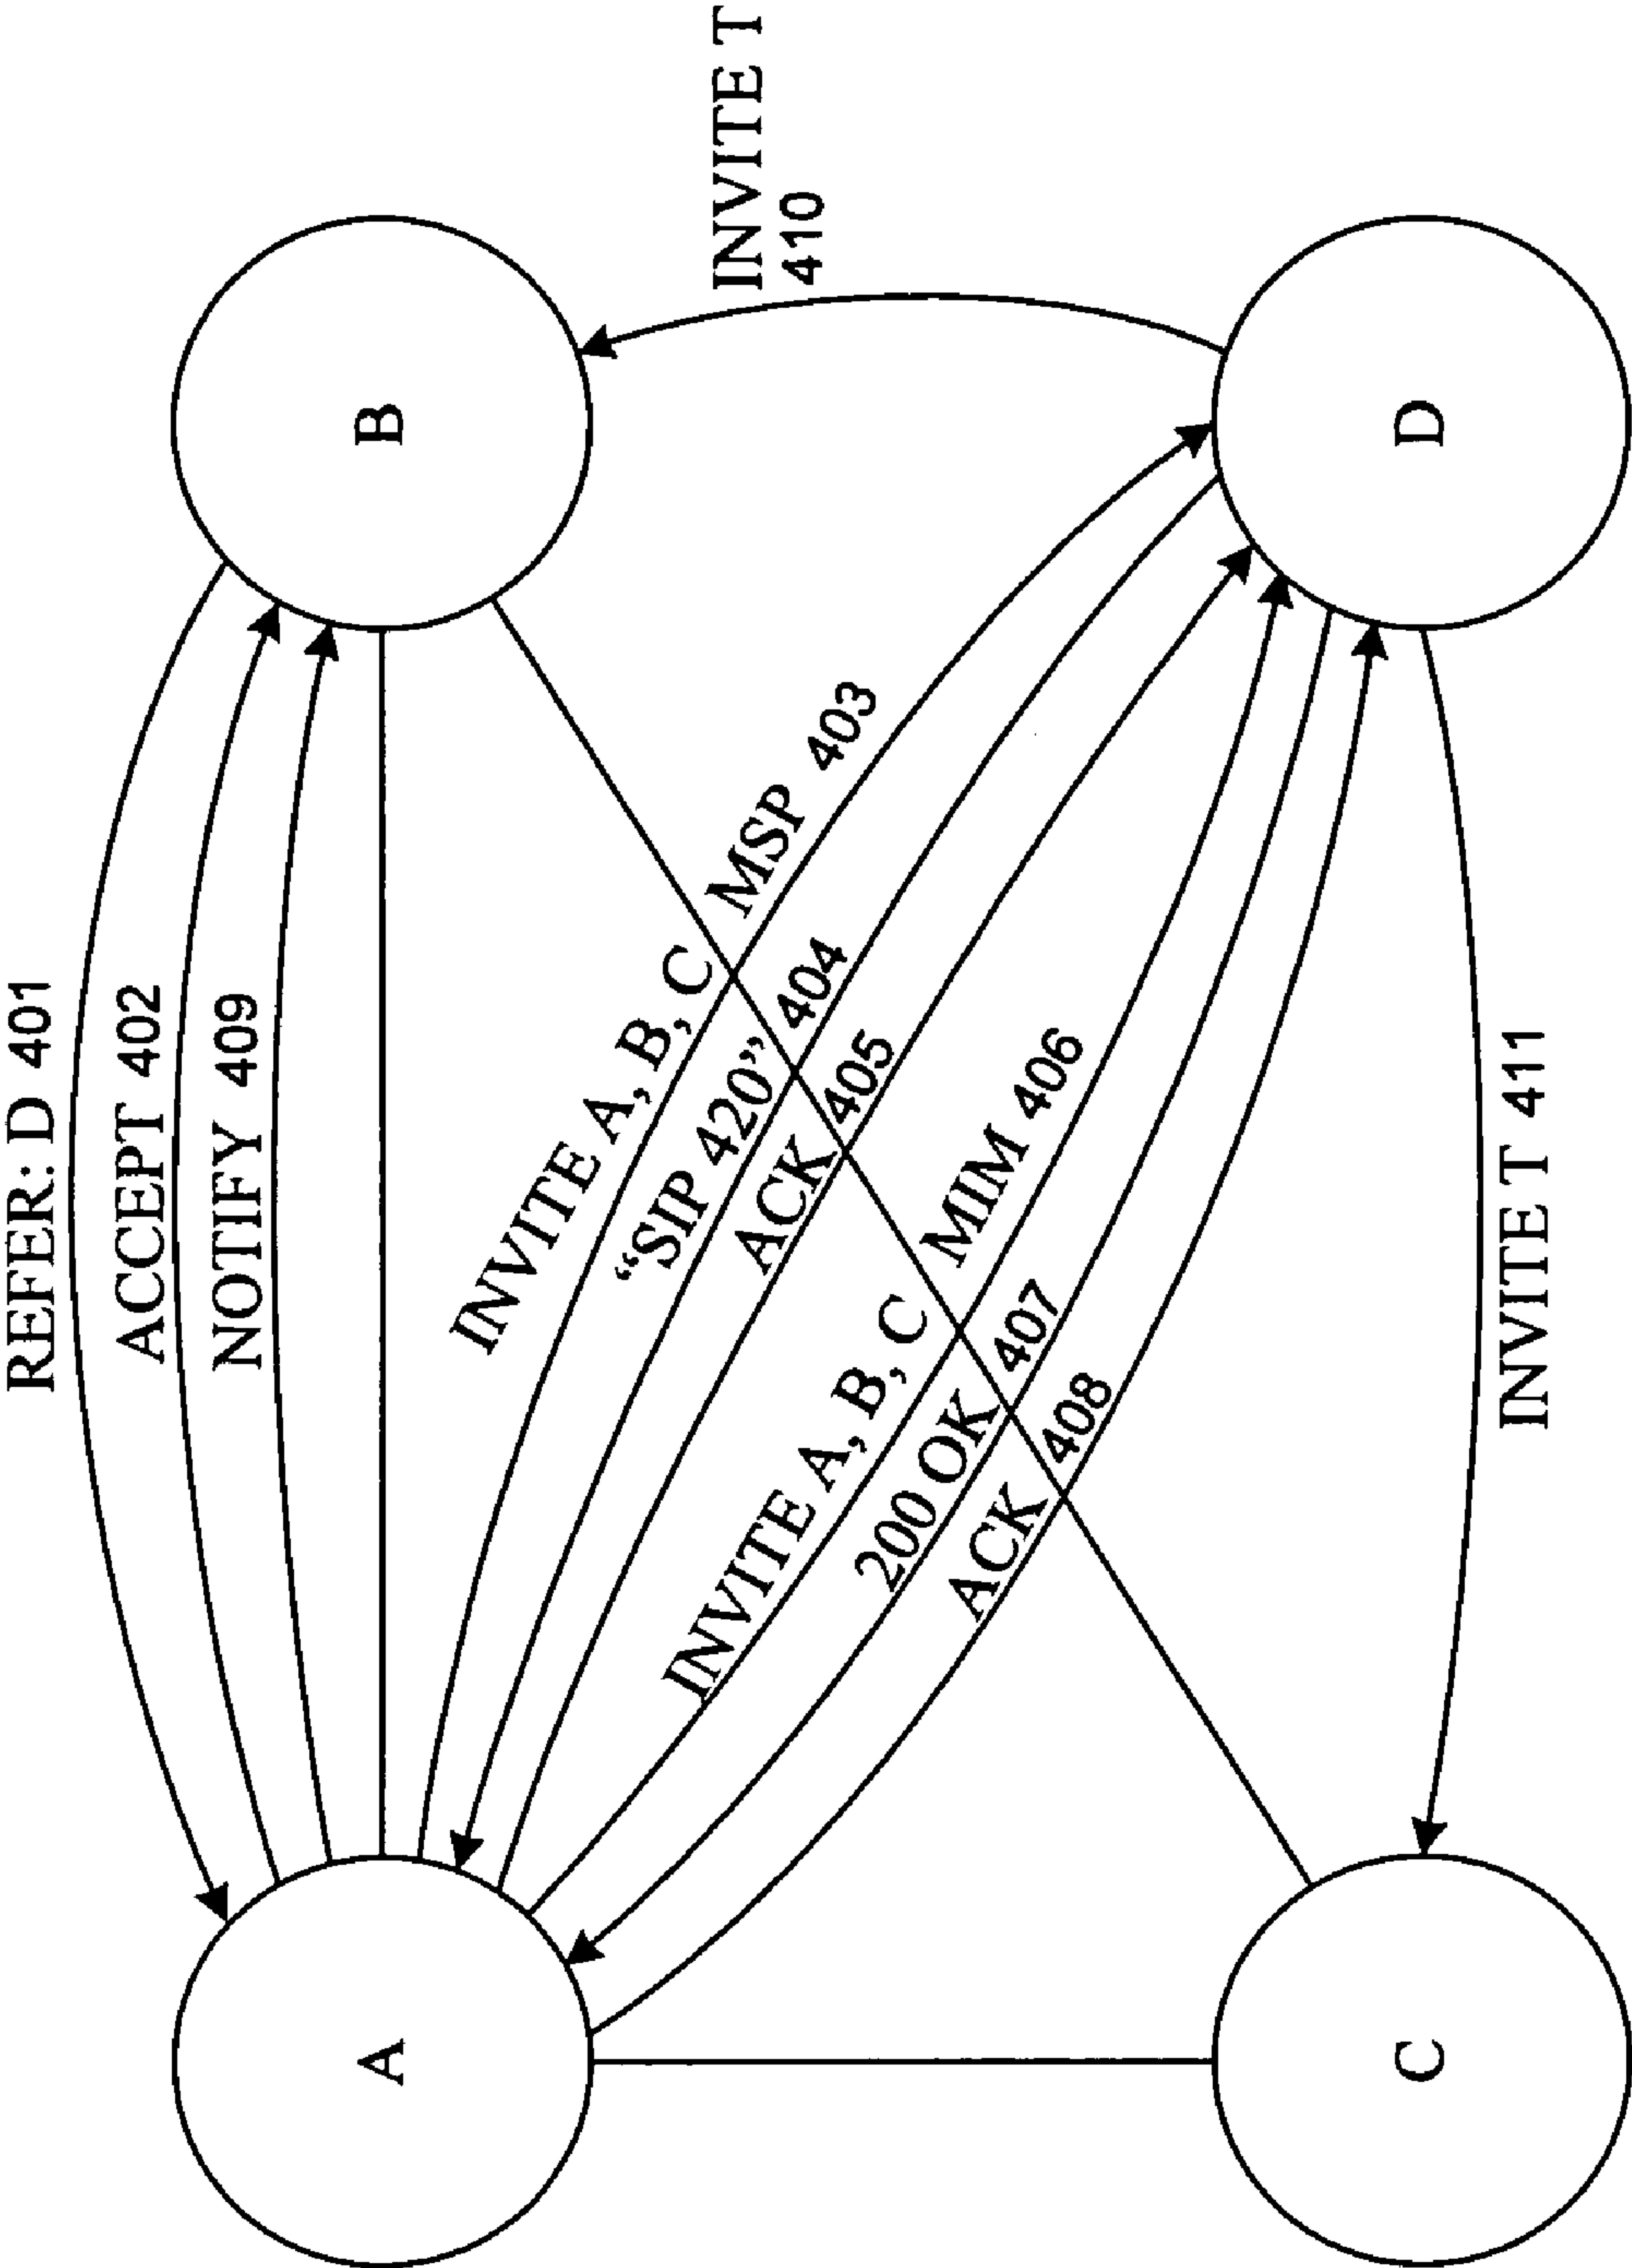 REFER: D 401
ACCEPT 402
NOTIFY 409
A
B
INVITE A, B, C MSP 403
"SIP 420" 404
ACK 405
INVITE T
410
INVITE A, B, C MIM 406
200 OK 407
ACK 408
C
D
INVITE T 411